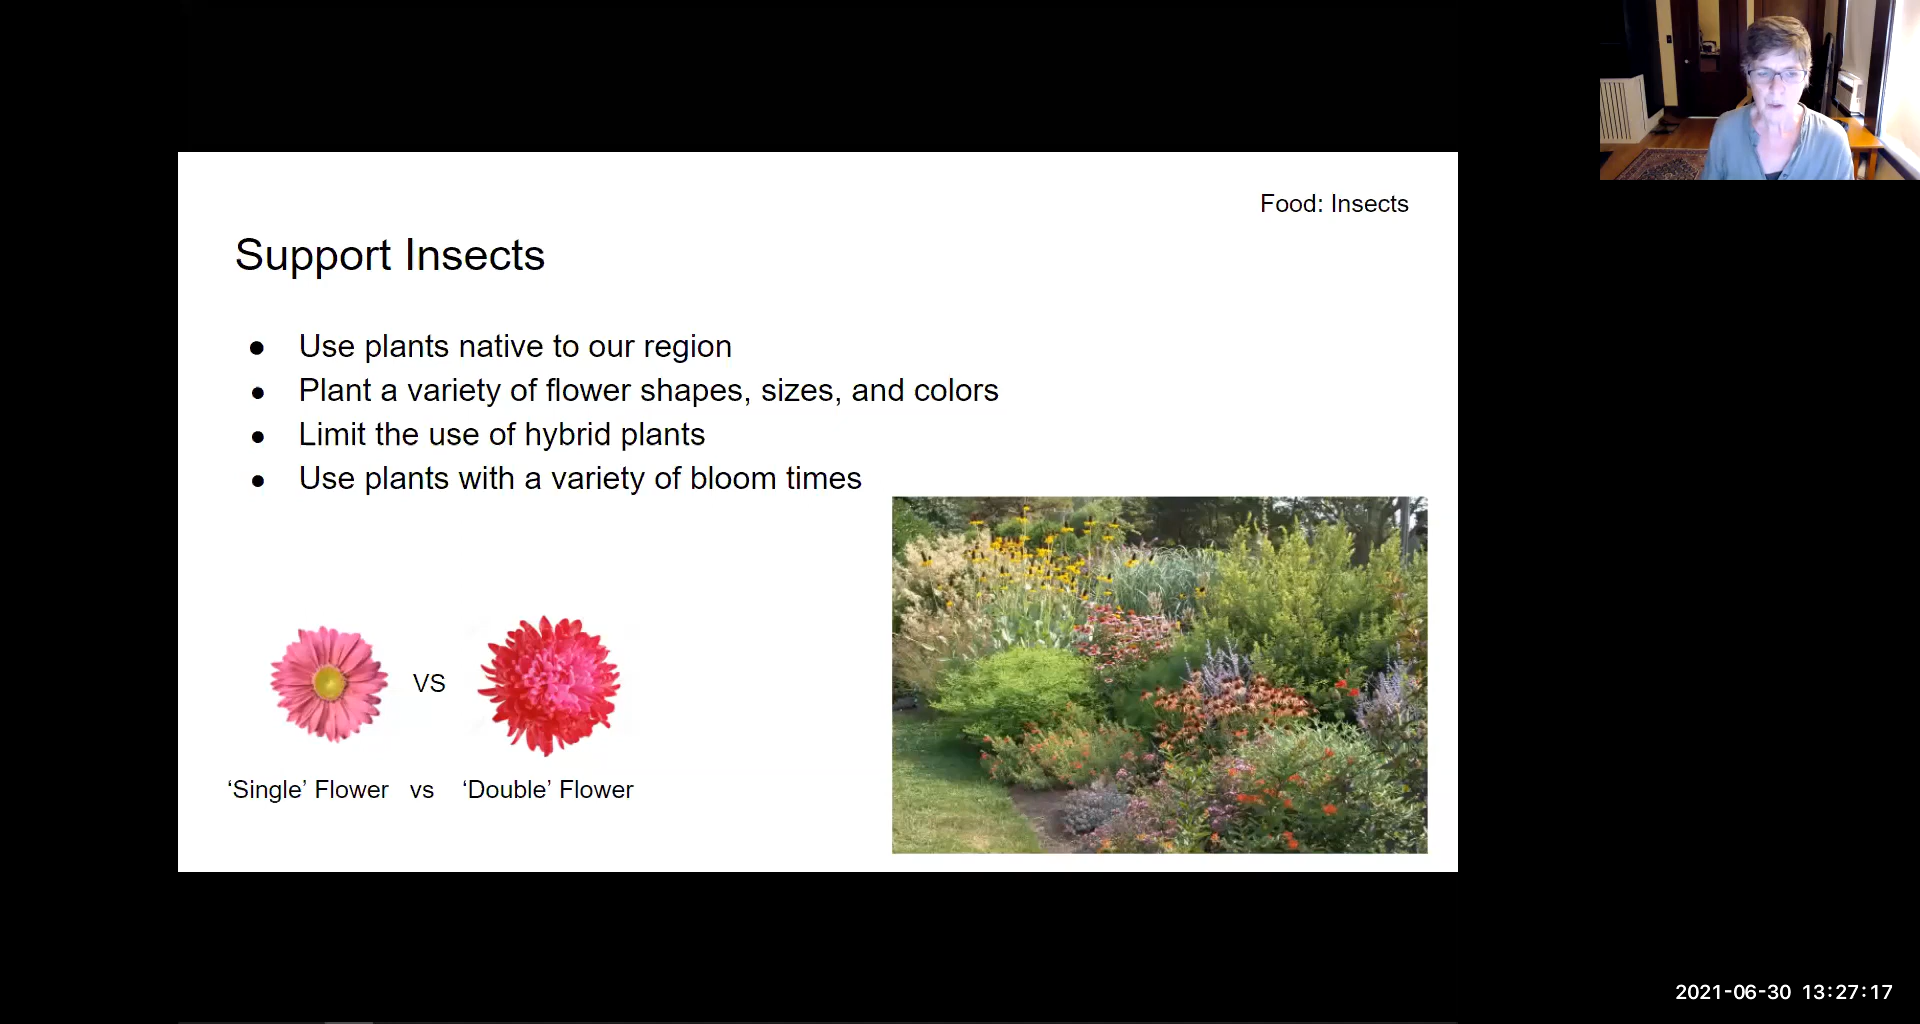 Food: Insects
Support Insects
● Use plants native to our region
● Plant a variety of flower shapes, sizes, and colors
● Limit the use of hybrid plants
● Use plants with a variety of bloom times
VS
‘Single’ Flower vs ‘Double’ Flower
2021-06-30 13:27:17